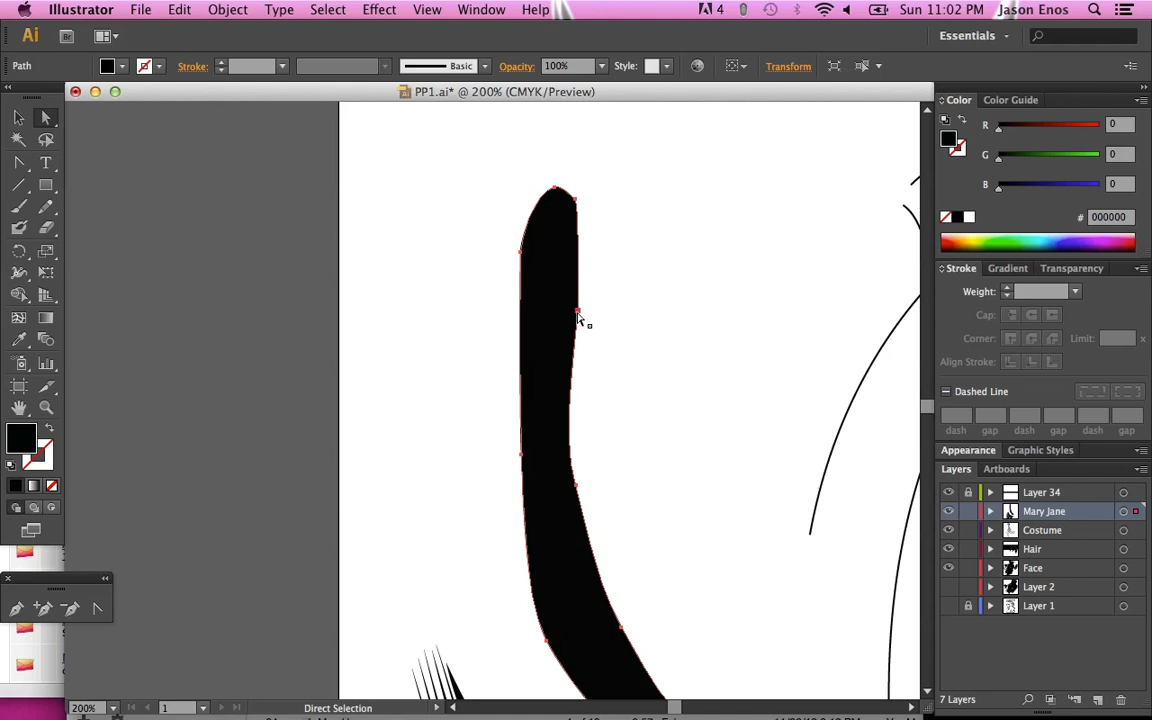 Illustrator File Edit Object Type Select Effect View Window Help 4 Sun 11:02 PM Jason Enos
Ai Br Essentials
Path Stroke: Basic Opacity: 100% Style: Transform
PP1.ai* @ 200% (CMYK/Preview)
Color Color Guide
R 0
G 0
B 0
# 000000
Stroke Gradient Transparency
Weight:
Cap:
Corner: Limit: x
Align Stroke:
Dashed Line
dash gap dash gap dash gap
Appearance Graphic Styles
Layers Artboards
Layer 34
Mary Jane
Costume
Hair
Face
Layer 2
Layer 1
7 Layers
200% 1 Direct Selection